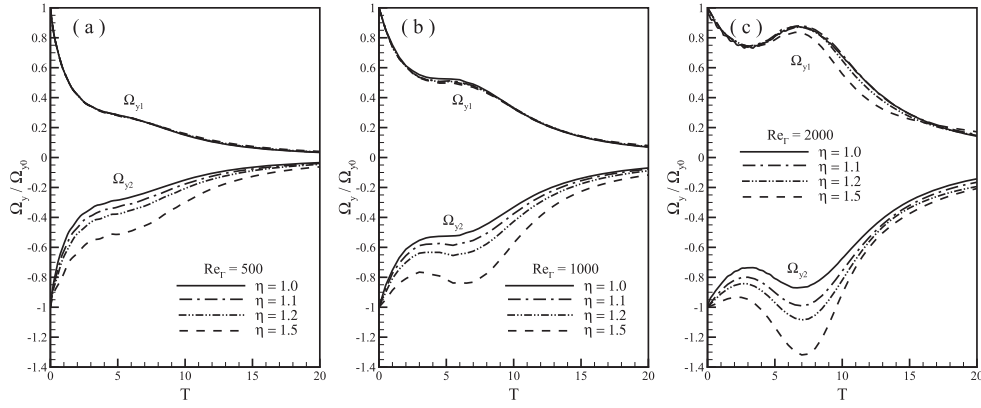 ( a )
1
0.8
0.6
0.4
0.2
0
-0.2
-0.4
-0.6
-0.8
-1
-1.2
-1.4
Ω_y / Ω_y0
Ω_y1
Ω_y2
Re_Γ = 500
η = 1.0
η = 1.1
η = 1.2
η = 1.5
0 5 10 15 20
T
( b )
1
0.8
0.6
0.4
0.2
0
-0.2
-0.4
-0.6
-0.8
-1
-1.2
-1.4
Ω_y / Ω_y0
Ω_y1
Ω_y2
Re_Γ = 1000
η = 1.0
η = 1.1
η = 1.2
η = 1.5
0 5 10 15 20
T
( c )
1
0.8
0.6
0.4
0.2
0
-0.2
-0.4
-0.6
-0.8
-1
-1.2
-1.4
Ω_y / Ω_y0
Ω_y1
Re_Γ = 2000
η = 1.0
η = 1.1
η = 1.2
η = 1.5
Ω_y2
0 5 10 15 20
T